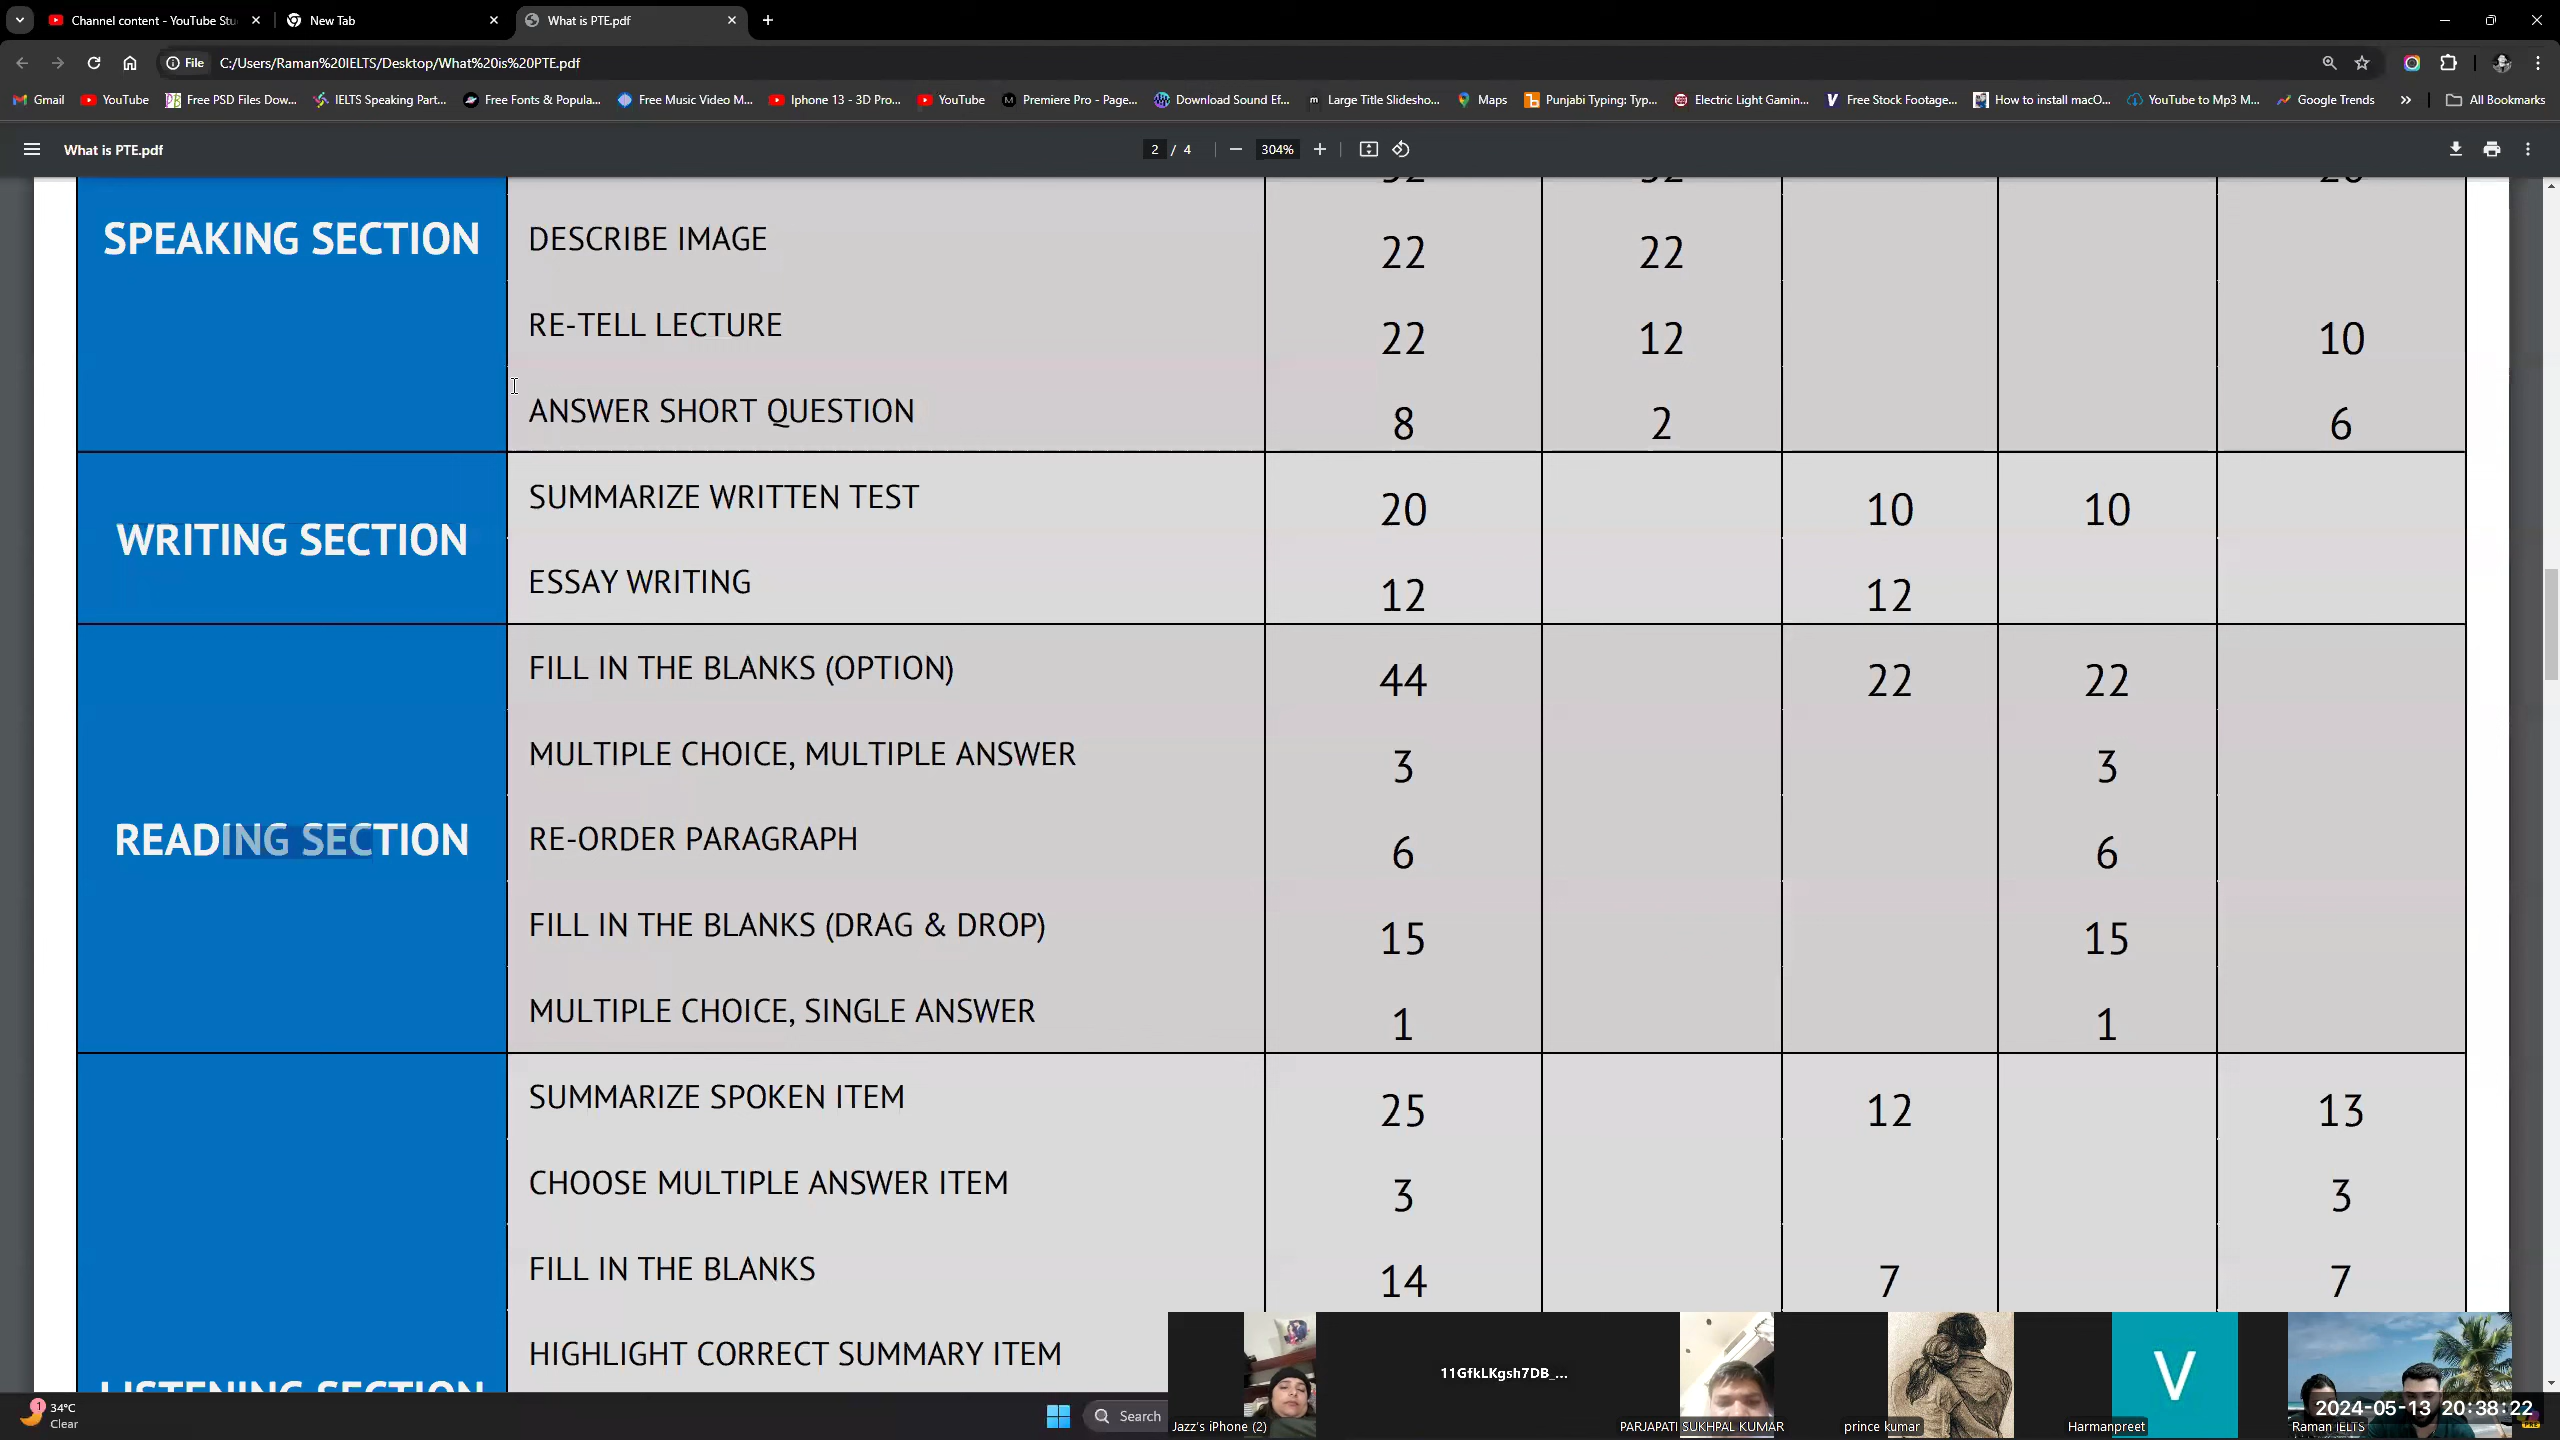 Channel content - YouTube Stu
New Tab
What is PTE.pdf
File
C:/Users/Raman%20IELTS/Desktop/What%20is%20PTE.pdf
Gmail
YouTube
Free PSD Files Dow...
IELTS Speaking Part...
Free Fonts & Popula...
Free Music Video M...
Iphone 13 - 3D Pro...
YouTube
Premiere Pro - Page...
Download Sound Ef...
Large Title Slidesho...
Maps
Punjabi Typing: Typ...
Electric Light Gamin...
Free Stock Footage...
How to install macO...
YouTube to Mp3 M...
Google Trends
All Bookmarks
What is PTE.pdf
2 / 4
304%
SPEAKING SECTION
DESCRIBE IMAGE 22 22
RE-TELL LECTURE 22 12 10
ANSWER SHORT QUESTION 8 2 6
WRITING SECTION
SUMMARIZE WRITTEN TEST 20 10 10
ESSAY WRITING 12 12
READING SECTION
FILL IN THE BLANKS (OPTION) 44 22 22
MULTIPLE CHOICE, MULTIPLE ANSWER 3 3
RE-ORDER PARAGRAPH 6 6
FILL IN THE BLANKS (DRAG & DROP) 15 15
MULTIPLE CHOICE, SINGLE ANSWER 1 1
SUMMARIZE SPOKEN ITEM 25 12 13
CHOOSE MULTIPLE ANSWER ITEM 3 3
FILL IN THE BLANKS 14 7 7
HIGHLIGHT CORRECT SUMMARY ITEM
LISTENING SECTION
1
34°C
Clear
Search
Jazz's iPhone (2)
11GfkLKgsh7DB_...
PARJAPATI SUKHPAL KUMAR
prince kumar
V
Harmanpreet
2024-05-13 20:38:22
Raman IELTS